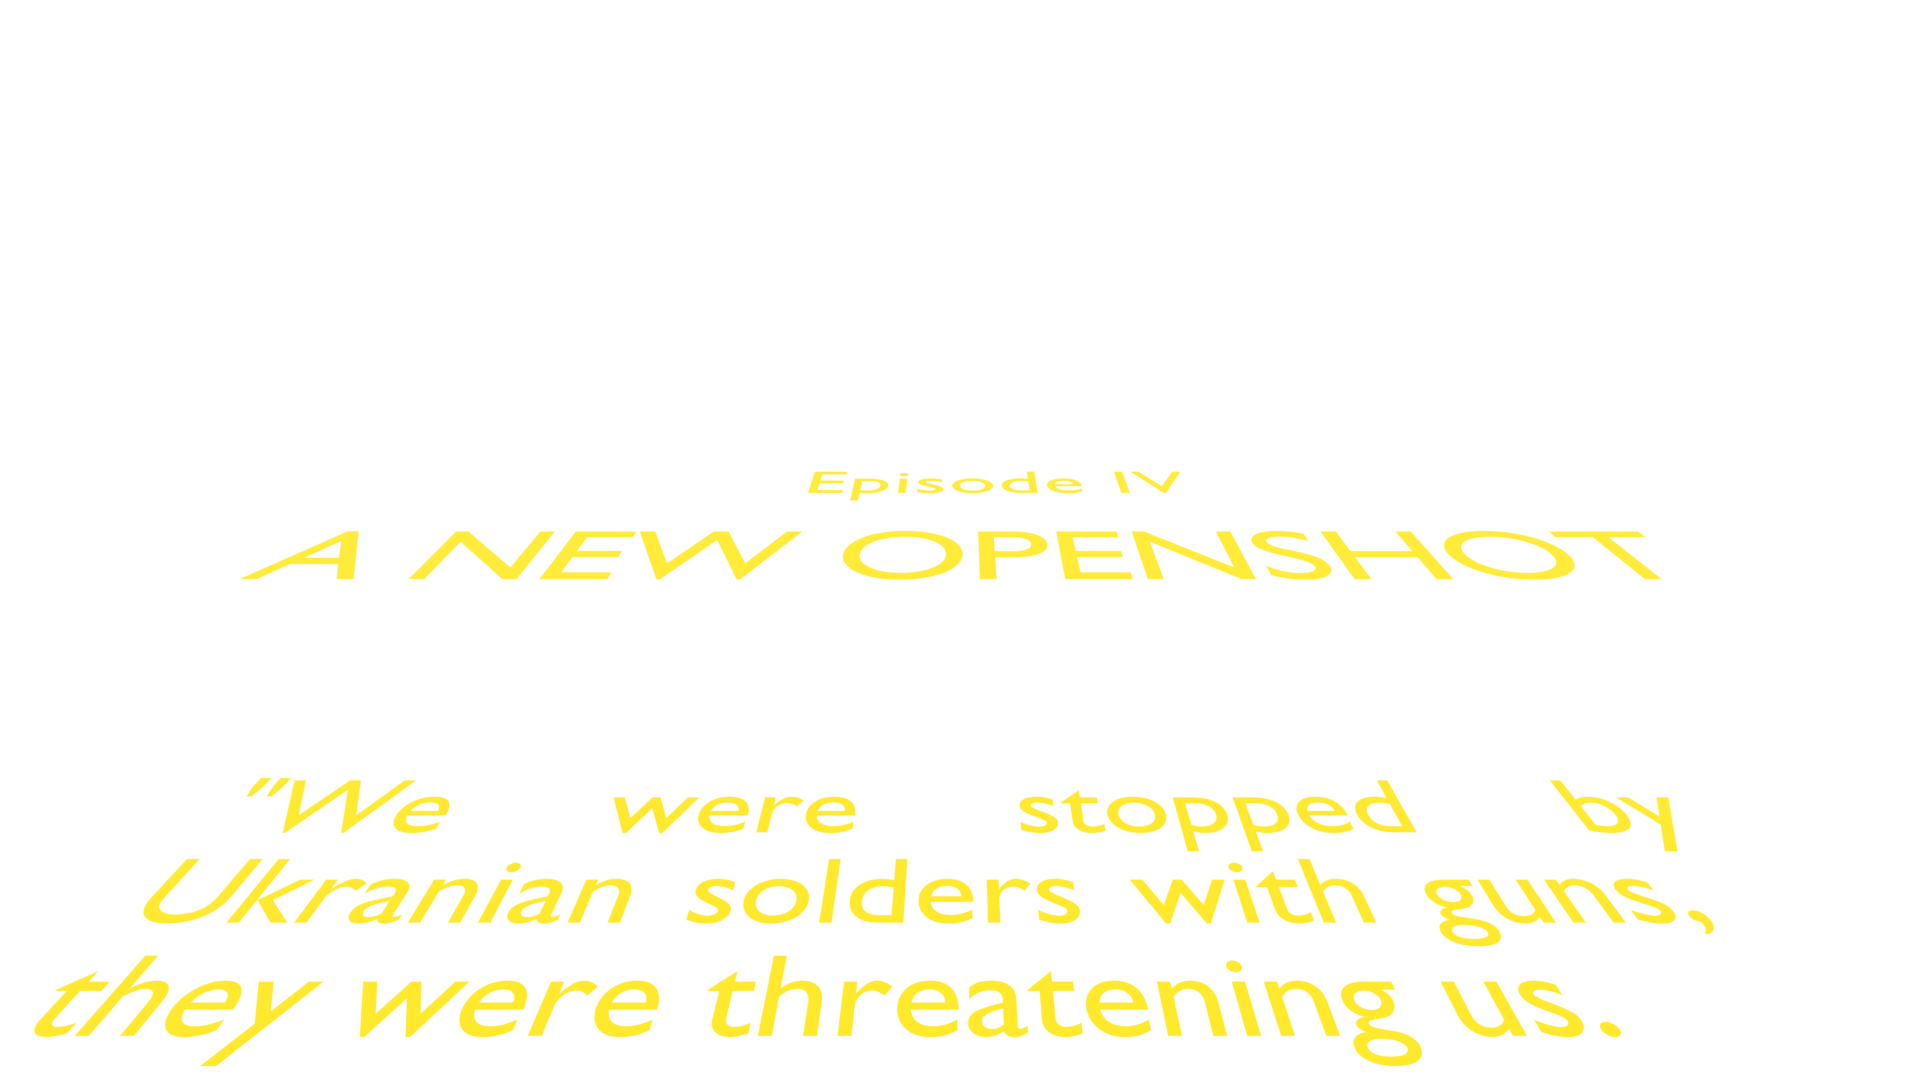 Episode IV
A NEW OPENSHOT
"We were stopped by
Ukranian solders with guns,
they were threatening us.